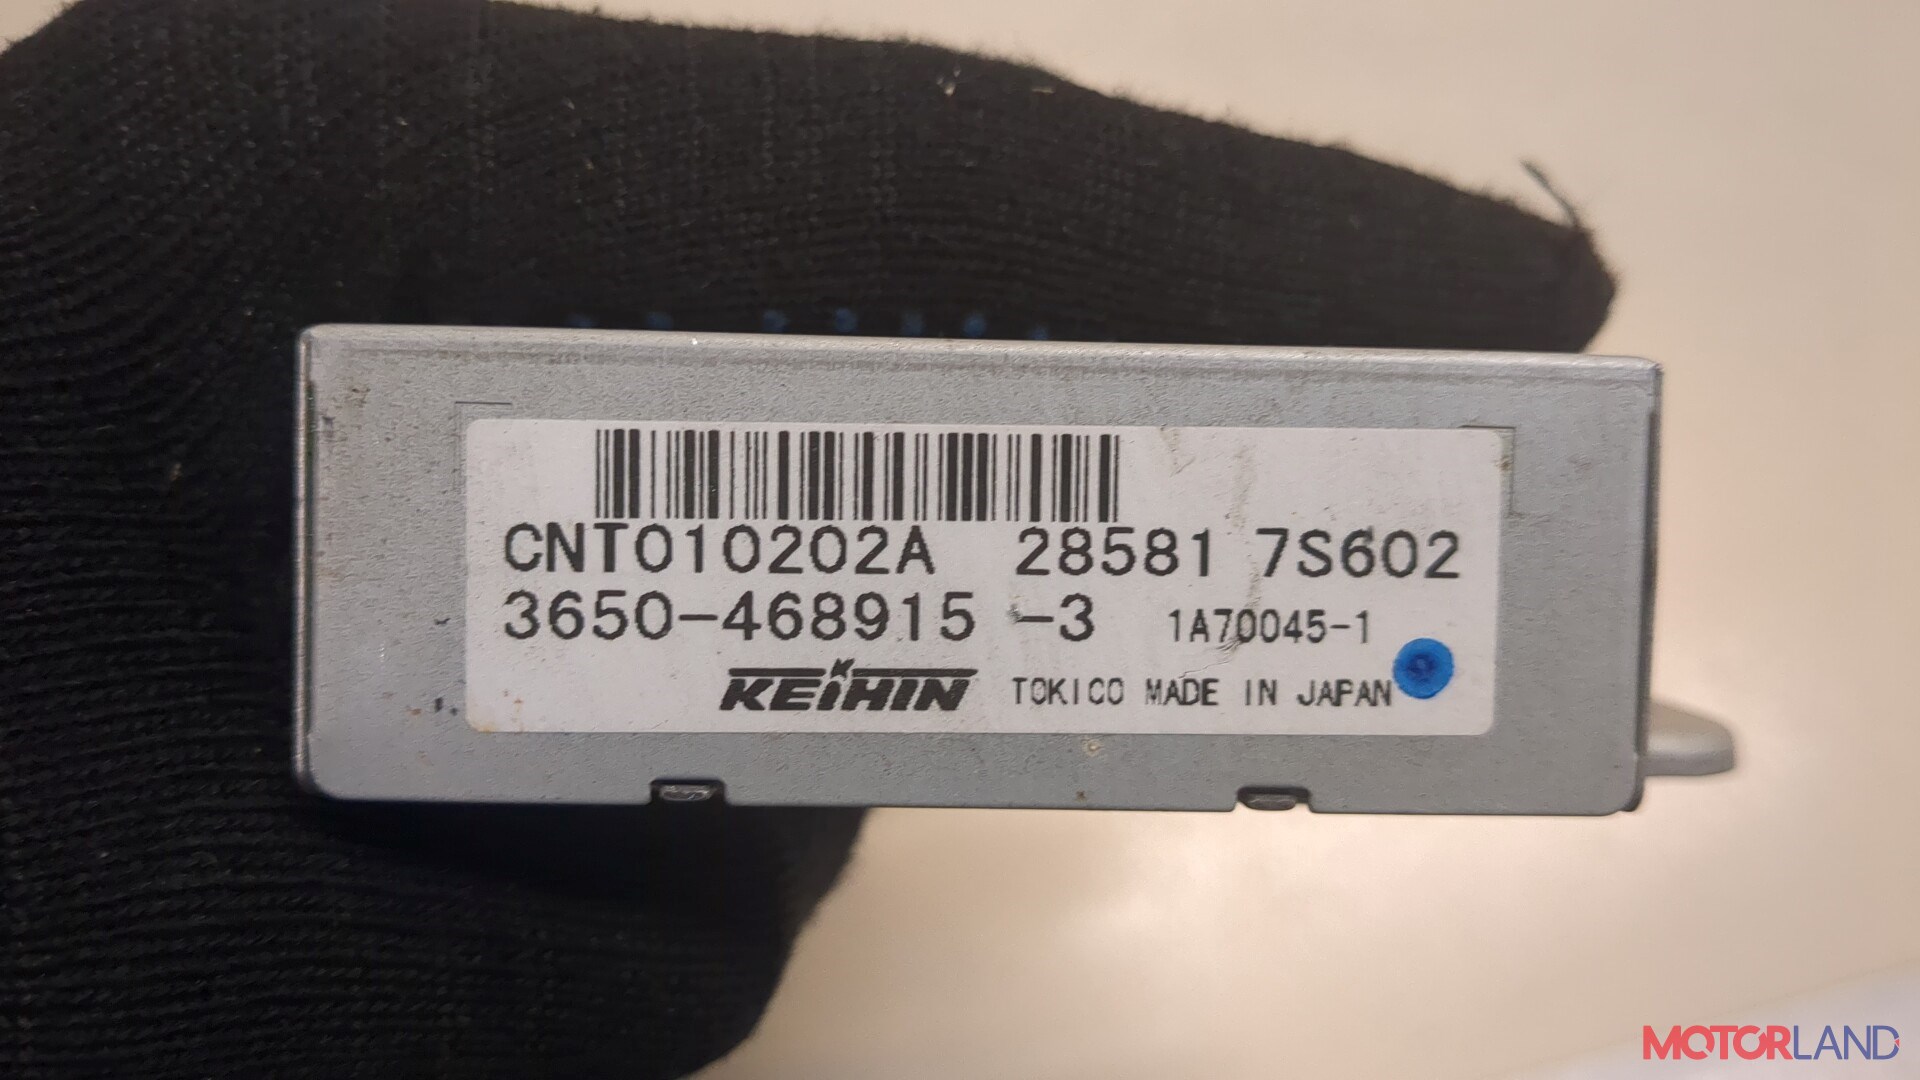 CNT010202A 28581 7S602
3650-468915 -3 1A70045-1
KEiHIN TOKICO MADE IN JAPAN
MOTORLAND